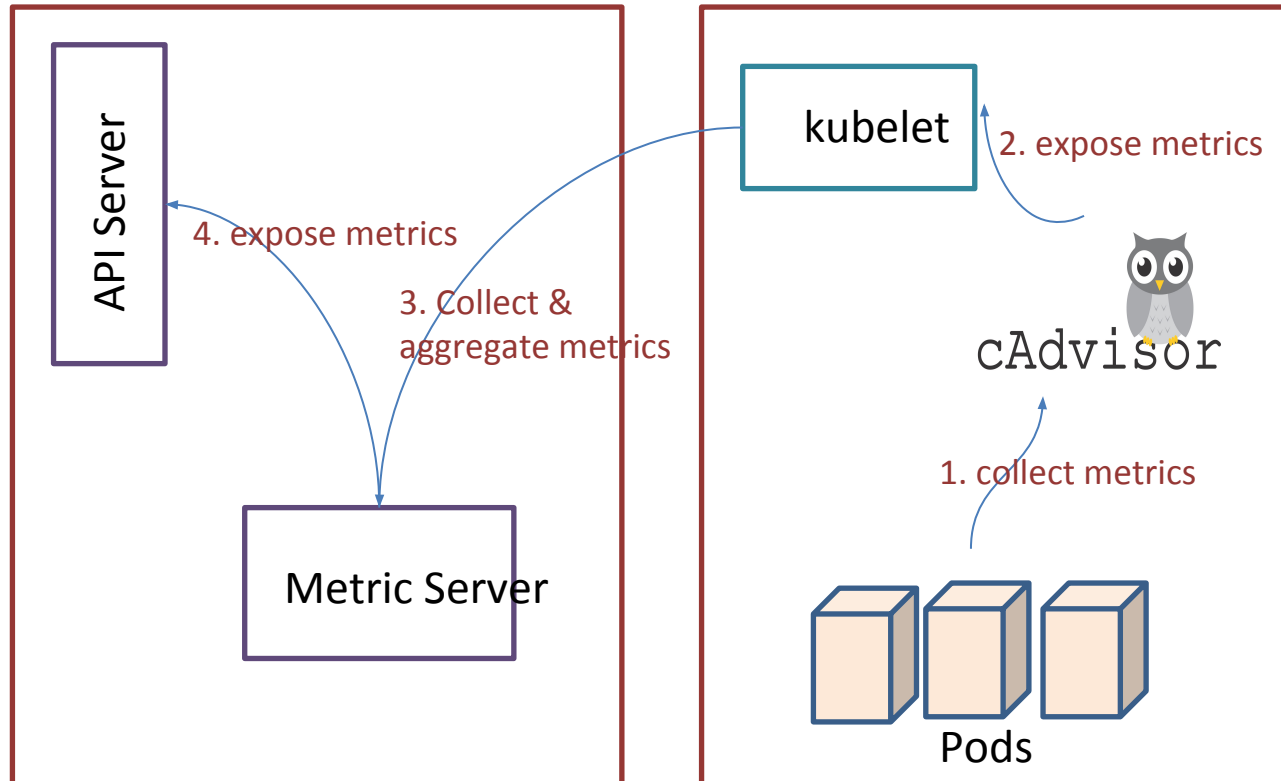 API Server
kubelet
2. expose metrics
4. expose metrics
3. Collect &
aggregate metrics
cAdvisor
1. collect metrics
Metric Server
Pods